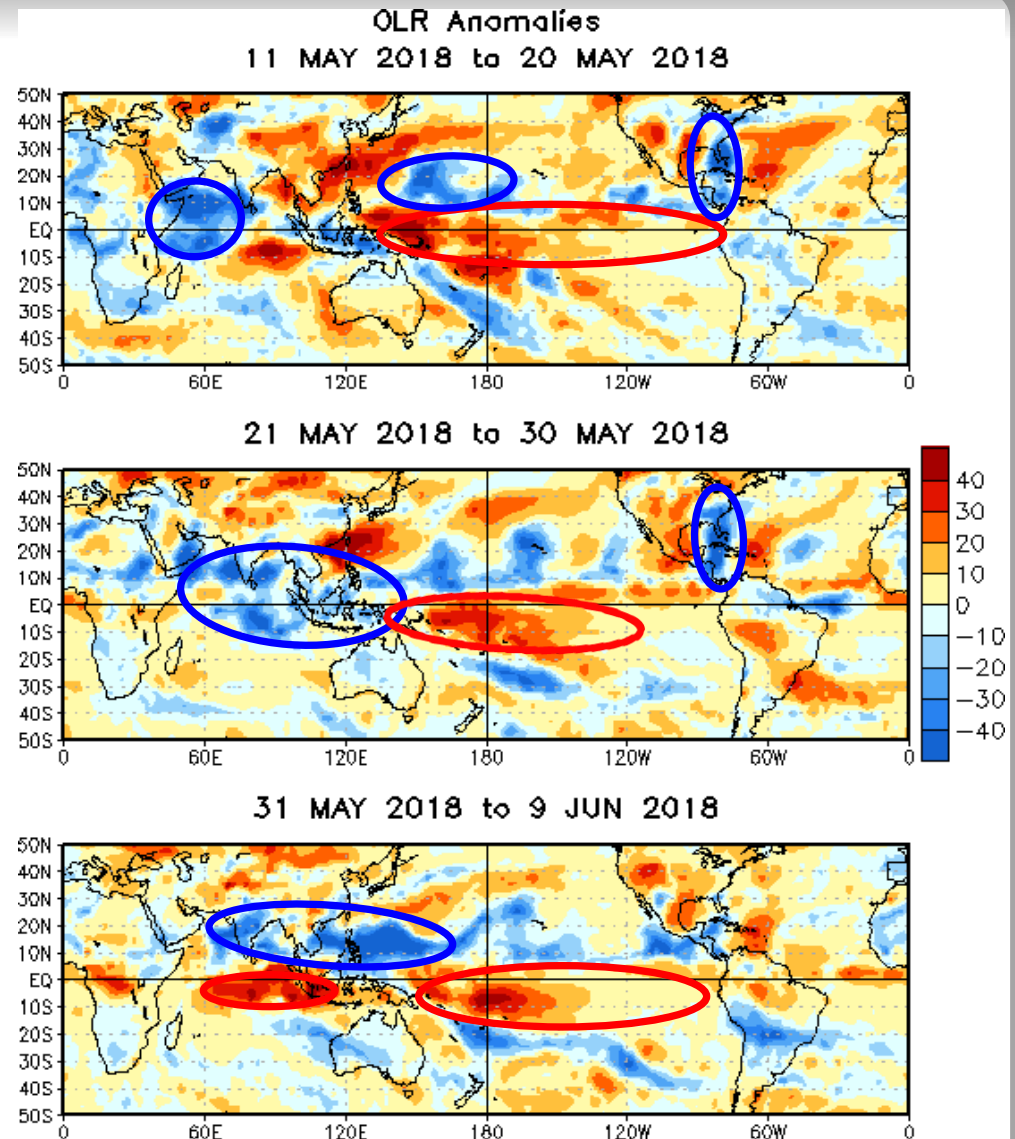 OLR Anomalies
11 MAY 2018 to 20 MAY 2018
50N
40N
30N
20N
10N
EQ
10S
20S
30S
40S
50S
0 60E 120E 180 120W 60W 0
21 MAY 2018 to 30 MAY 2018
50N
40N
30N
20N
10N
EQ
10S
20S
30S
40S
50S
0 60E 120E 180 120W 60W 0
40
30
20
10
0
-10
-20
-30
-40
31 MAY 2018 to 9 JUN 2018
50N
40N
30N
20N
10N
EQ
10S
20S
30S
40S
50S
0 60E 120E 180 120W 60W 0